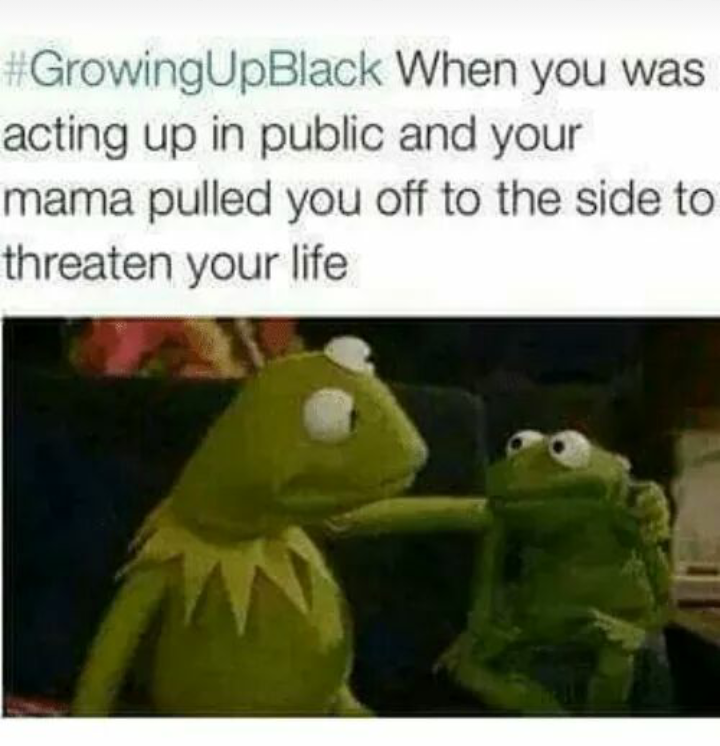 #GrowingUpBlack When you was
acting up in public and your
mama pulled you off to the side to
threaten your life